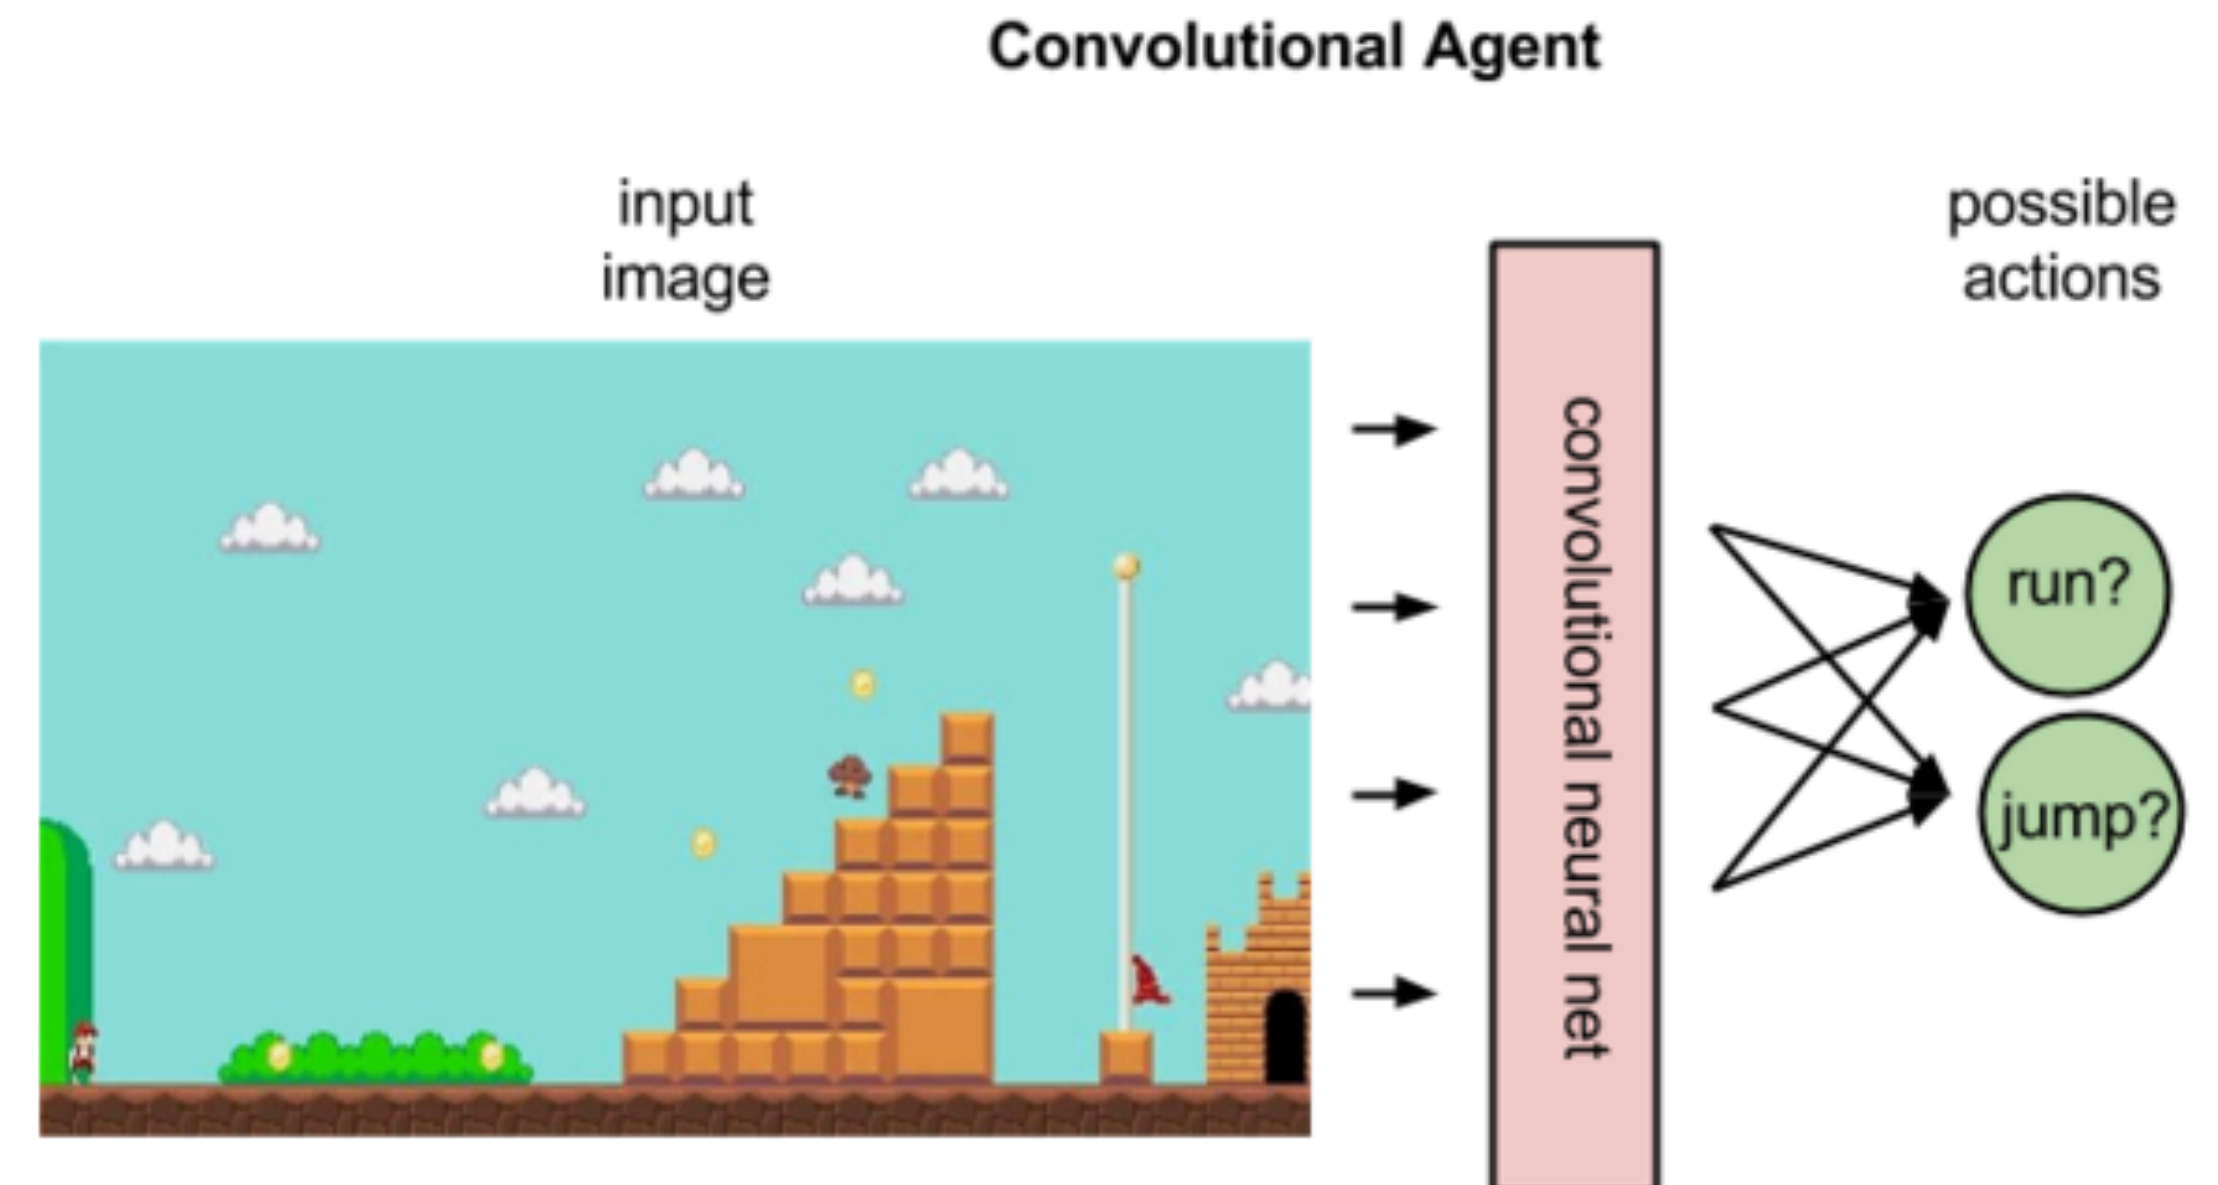 Convolutional Agent
input
image
possible
actions
convolutional neural net
run?
jump?